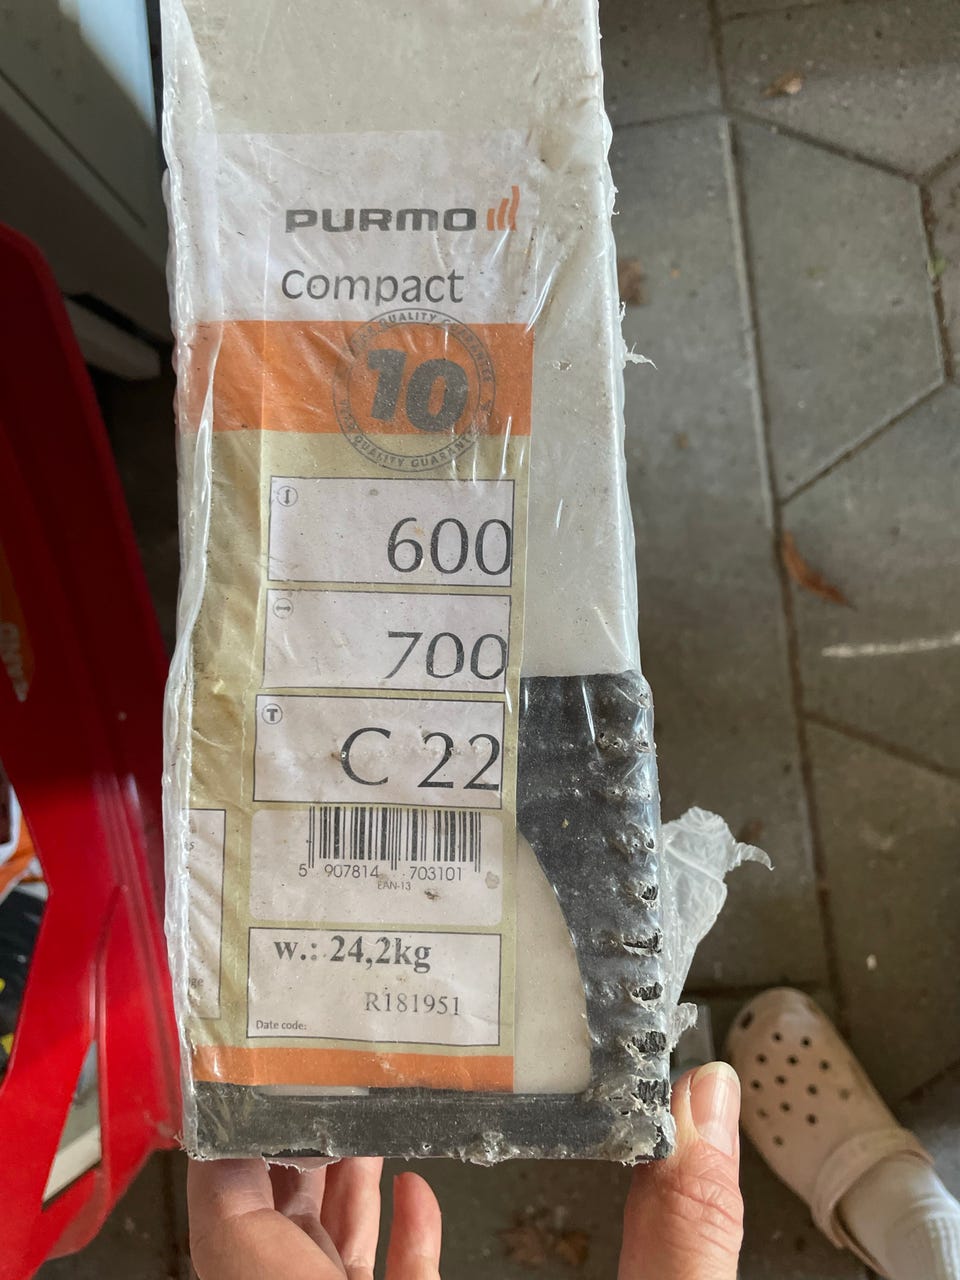 PURMO
Compact
10
QUALITY GUARANTEE
QUALITY GUARANTEE
600
700
T
C 22
5 907814 703101
EAN-13
w.: 24,2kg
R181951
Date code: